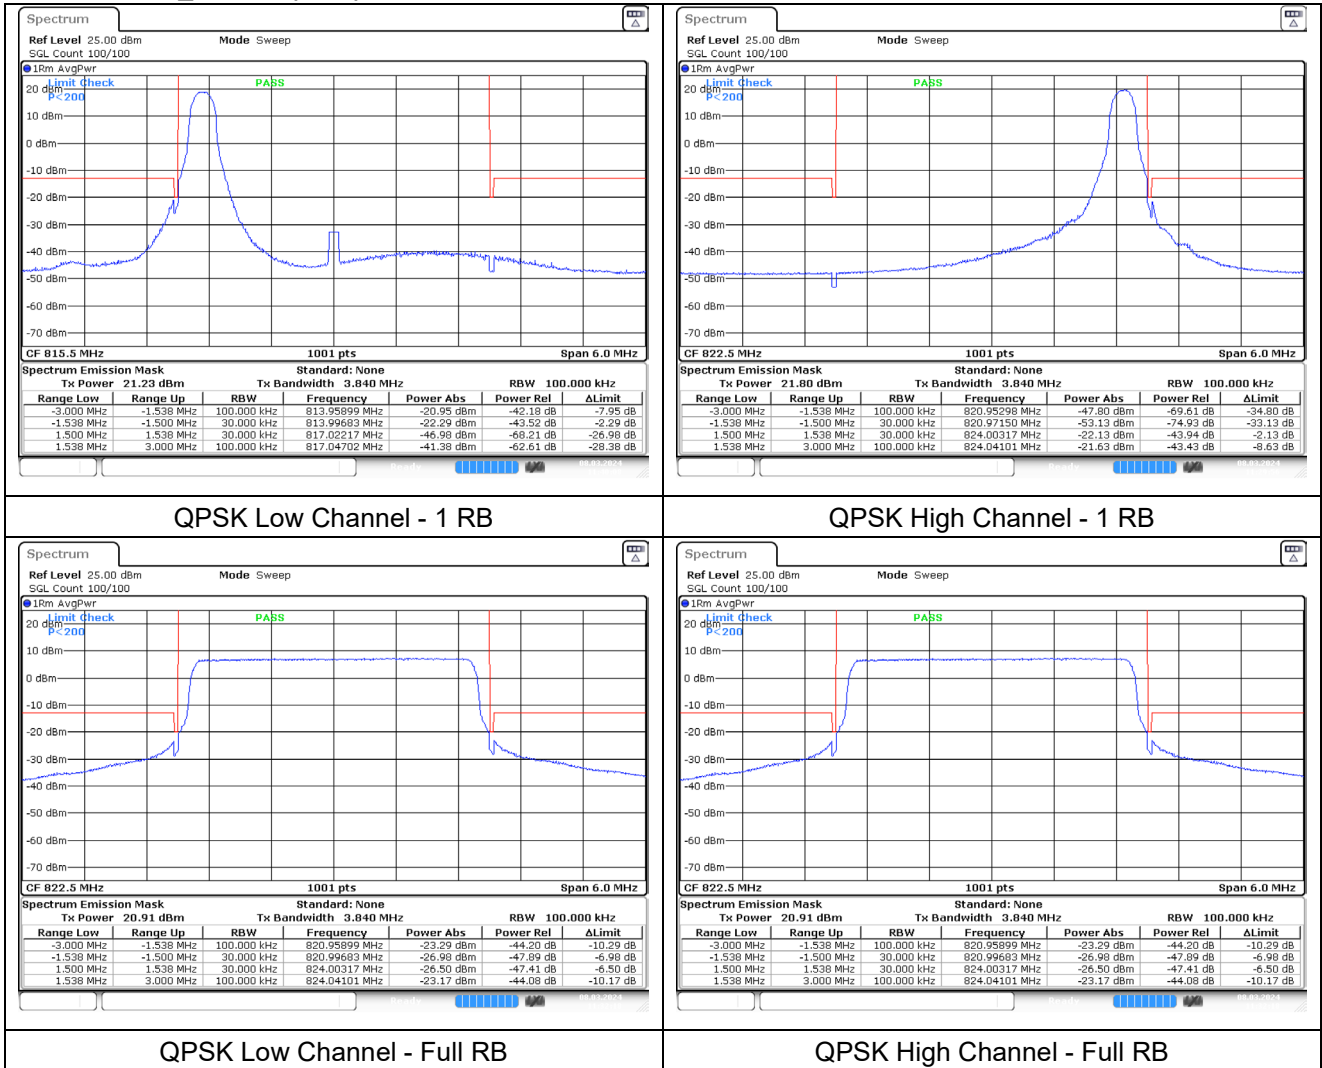 Spectrum
Ref Level 25.00 dBm Mode Sweep
SGL Count 100/100
1Rm AvgPwr
Limit Check PASS
P<200
20 dBm
10 dBm
0 dBm
-10 dBm
-20 dBm
-30 dBm
-40 dBm
-50 dBm
-60 dBm
-70 dBm
CF 815.5 MHz 1001 pts Span 6.0 MHz
Spectrum Emission Mask Standard: None
Tx Power 21.23 dBm Tx Bandwidth 3.840 MHz RBW 100.000 kHz
Range Low Range Up RBW Frequency Power Abs Power Rel ΔLimit
-3.000 MHz -1.538 MHz 100.000 kHz 813.95899 MHz -20.95 dBm -42.18 dB -7.95 dB
-1.538 MHz -1.500 MHz 30.000 kHz 813.99683 MHz -22.29 dBm -43.52 dB -2.29 dB
1.500 MHz 1.538 MHz 30.000 kHz 817.02217 MHz -46.98 dBm -68.21 dB -26.98 dB
1.538 MHz 3.000 MHz 100.000 kHz 817.04702 MHz -41.38 dBm -62.61 dB -28.38 dB
Ready 08.03.2024
QPSK Low Channel - 1 RB
Spectrum
Ref Level 25.00 dBm Mode Sweep
SGL Count 100/100
1Rm AvgPwr
Limit Check PASS
P<200
20 dBm
10 dBm
0 dBm
-10 dBm
-20 dBm
-30 dBm
-40 dBm
-50 dBm
-60 dBm
-70 dBm
CF 822.5 MHz 1001 pts Span 6.0 MHz
Spectrum Emission Mask Standard: None
Tx Power 21.80 dBm Tx Bandwidth 3.840 MHz RBW 100.000 kHz
Range Low Range Up RBW Frequency Power Abs Power Rel ΔLimit
-3.000 MHz -1.538 MHz 100.000 kHz 820.95298 MHz -47.80 dBm -69.61 dB -34.80 dB
-1.538 MHz -1.500 MHz 30.000 kHz 820.97150 MHz -53.13 dBm -74.93 dB -33.13 dB
1.500 MHz 1.538 MHz 30.000 kHz 824.00317 MHz -22.13 dBm -43.94 dB -2.13 dB
1.538 MHz 3.000 MHz 100.000 kHz 824.04101 MHz -21.63 dBm -43.43 dB -8.63 dB
Ready 08.03.2024
QPSK High Channel - 1 RB
Spectrum
Ref Level 25.00 dBm Mode Sweep
SGL Count 100/100
1Rm AvgPwr
Limit Check PASS
P<200
20 dBm
10 dBm
0 dBm
-10 dBm
-20 dBm
-30 dBm
-40 dBm
-50 dBm
-60 dBm
-70 dBm
CF 822.5 MHz 1001 pts Span 6.0 MHz
Spectrum Emission Mask Standard: None
Tx Power 20.91 dBm Tx Bandwidth 3.840 MHz RBW 100.000 kHz
Range Low Range Up RBW Frequency Power Abs Power Rel ΔLimit
-3.000 MHz -1.538 MHz 100.000 kHz 820.95899 MHz -23.29 dBm -44.20 dB -10.29 dB
-1.538 MHz -1.500 MHz 30.000 kHz 820.99683 MHz -26.98 dBm -47.89 dB -6.98 dB
1.500 MHz 1.538 MHz 30.000 kHz 824.00317 MHz -26.50 dBm -47.41 dB -6.50 dB
1.538 MHz 3.000 MHz 100.000 kHz 824.04101 MHz -23.17 dBm -44.08 dB -10.17 dB
Ready 08.03.2024
QPSK Low Channel - Full RB
Spectrum
Ref Level 25.00 dBm Mode Sweep
SGL Count 100/100
1Rm AvgPwr
Limit Check PASS
P<200
20 dBm
10 dBm
0 dBm
-10 dBm
-20 dBm
-30 dBm
-40 dBm
-50 dBm
-60 dBm
-70 dBm
CF 822.5 MHz 1001 pts Span 6.0 MHz
Spectrum Emission Mask Standard: None
Tx Power 20.91 dBm Tx Bandwidth 3.840 MHz RBW 100.000 kHz
Range Low Range Up RBW Frequency Power Abs Power Rel ΔLimit
-3.000 MHz -1.538 MHz 100.000 kHz 820.95899 MHz -23.29 dBm -44.20 dB -10.29 dB
-1.538 MHz -1.500 MHz 30.000 kHz 820.99683 MHz -26.98 dBm -47.89 dB -6.98 dB
1.500 MHz 1.538 MHz 30.000 kHz 824.00317 MHz -26.50 dBm -47.41 dB -6.50 dB
1.538 MHz 3.000 MHz 100.000 kHz 824.04101 MHz -23.17 dBm -44.08 dB -10.17 dB
Ready 08.03.2024
QPSK High Channel - Full RB